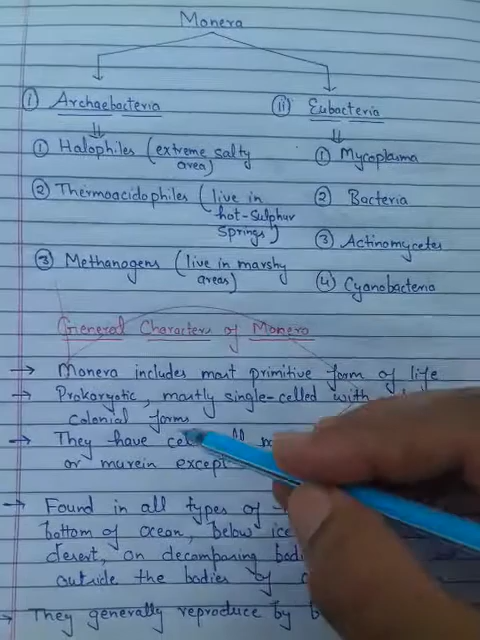 Monera
(i) Archaebacteria
(ii) Eubacteria
① Halophiles (extreme salty
area)
② Thermoacidophiles (live in
hot-sulphur
springs)
③ Methanogens (live in marshy
areas)
① Mycoplasma
② Bacteria
③ Actinomycetes
④ Cyanobacteria
General Characters of Monera
→ Monera includes most primitive form of life
→ Prokaryotic, mostly single-celled with
colonial forms
→ They have
or murein except
→ Found in all types of
bottom of ocean, below ice
desert, on decomposing
outside the bodies of
→ They generally reproduce by